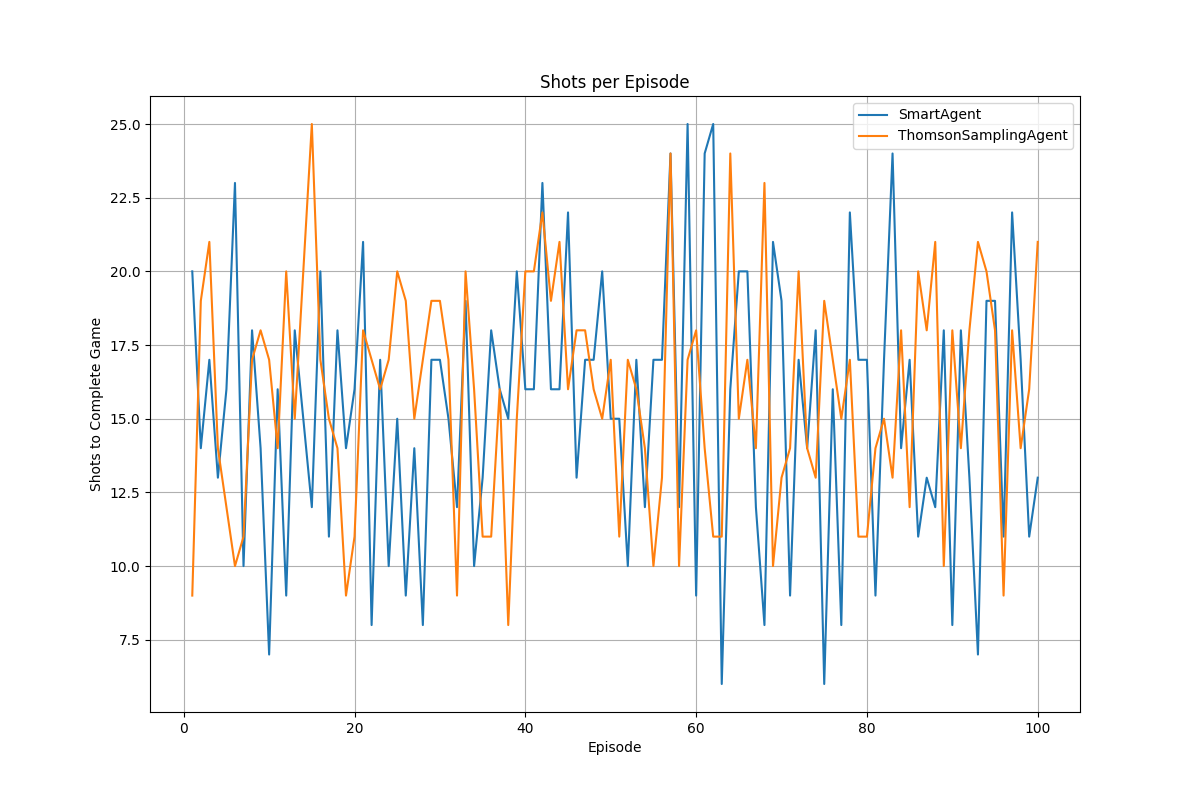 Shots per Episode
SmartAgent
ThomsonSamplingAgent
Shots to Complete Game
25.0
22.5
20.0
17.5
15.0
12.5
10.0
7.5
0 20 40 60 80 100
Episode